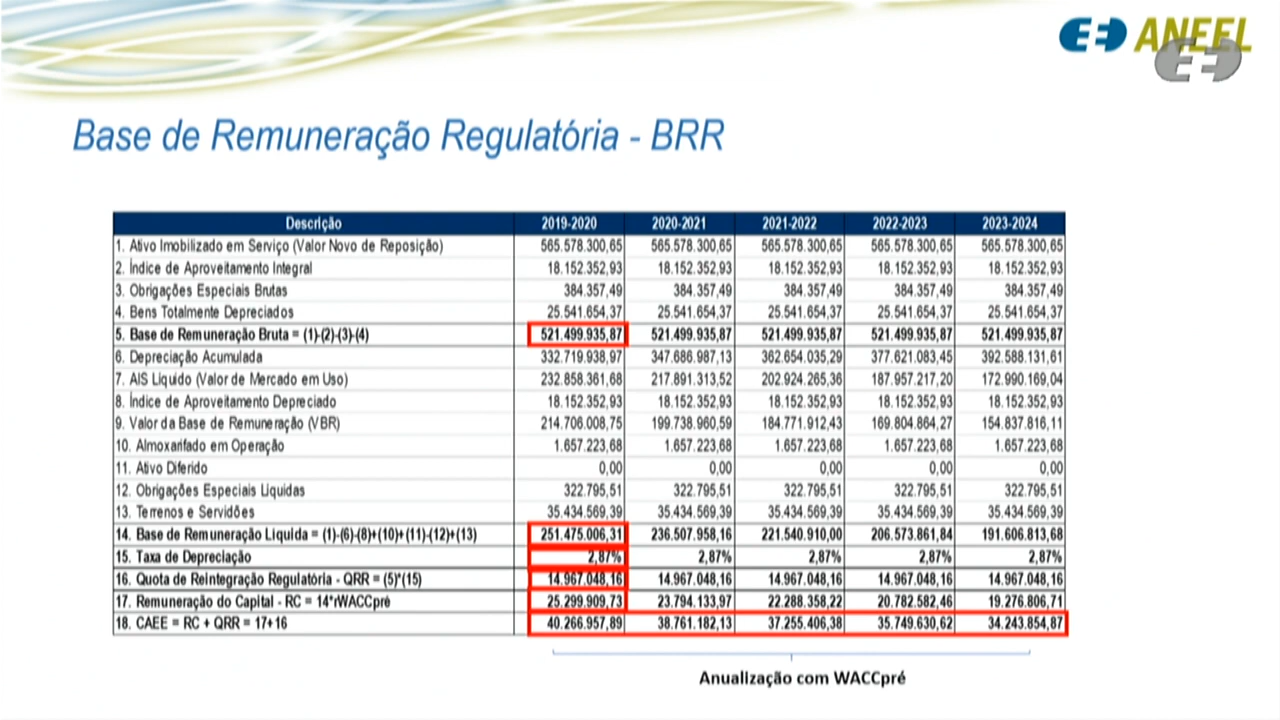 ANEEL
Base de Remuneração Regulatória - BRR
Descrição 2019-2020 2020-2021 2021-2022 2022-2023 2023-2024
1. Ativo Imobilizado em Serviço (Valor Novo de Reposição) 565.578.300,65 565.578.300,65 565.578.300,65 565.578.300,65 565.578.300,65
2. Índice de Aproveitamento Integral 18.152.352,93 18.152.352,93 18.152.352,93 18.152.352,93 18.152.352,93
3. Obrigações Especiais Brutas 384.357,49 384.357,49 384.357,49 384.357,49 384.357,49
4. Bens Totalmente Depreciados 25.541.654,37 25.541.654,37 25.541.654,37 25.541.654,37 25.541.654,37
5. Base de Remuneração Bruta = (1)-(2)-(3)-(4) 521.499.935,87 521.499.935,87 521.499.935,87 521.499.935,87 521.499.935,87
6. Depreciação Acumulada 332.719.938,97 347.686.987,13 362.654.035,29 377.621.083,45 392.588.131,61
7. AIS Líquido (Valor de Mercado em Uso) 232.858.361,68 217.891.313,52 202.924.265,36 187.957.217,20 172.990.169,04
8. Índice de Aproveitamento Depreciado 18.152.352,93 18.152.352,93 18.152.352,93 18.152.352,93 18.152.352,93
9. Valor da Base de Remuneração (VBR) 214.706.008,75 199.738.960,59 184.771.912,43 169.804.864,27 154.837.816,11
10. Almoxarifado em Operação 1.657.223,68 1.657.223,68 1.657.223,68 1.657.223,68 1.657.223,68
11. Ativo Diferido 0,00 0,00 0,00 0,00 0,00
12. Obrigações Especiais Líquidas 322.795,51 322.795,51 322.795,51 322.795,51 322.795,51
13. Terrenos e Servidões 35.434.569,39 35.434.569,39 35.434.569,39 35.434.569,39 35.434.569,39
14. Base de Remuneração Líquida = (1)-(6)-(8)+(10)+(11)-(12)+(13) 251.475.006,31 236.507.958,16 221.540.910,00 206.573.861,84 191.606.813,68
15. Taxa de Depreciação 2,87% 2,87% 2,87% 2,87% 2,87%
16. Quota de Reintegração Regulatória - QRR = (5)*(15) 14.967.048,16 14.967.048,16 14.967.048,16 14.967.048,16 14.967.048,16
17. Remuneração do Capital - RC = 14*rWACCpré 25.299.909,73 23.794.133,97 22.288.358,22 20.782.582,46 19.276.806,71
18. CAEE = RC + QRR = 17+16 40.266.957,89 38.761.182,13 37.255.406,38 35.749.630,62 34.243.854,87
Anualização com WACCpré